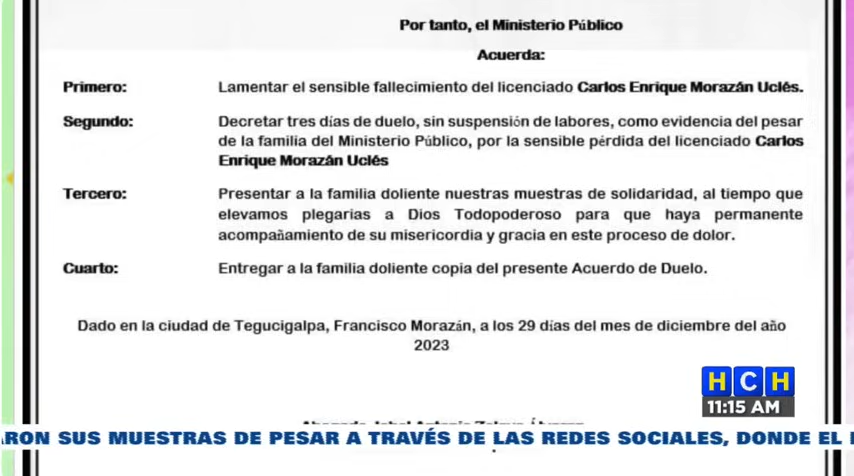 Por tanto, el Ministerio Público
Acuerda:
Primero: Lamentar el sensible fallecimiento del licenciado Carlos Enrique Morazán Uclés.
Segundo: Decretar tres días de duelo, sin suspensión de labores, como evidencia del pesar
de la familia del Ministerio Público, por la sensible pérdida del licenciado Carlos
Enrique Morazán Uclés
Tercero: Presentar a la familia doliente nuestras muestras de solidaridad, al tiempo que
elevamos plegarias a Dios Todopoderoso para que haya permanente
acompañamiento de su misericordia y gracia en este proceso de dolor.
Cuarto: Entregar a la familia doliente copia del presente Acuerdo de Duelo.
Dado en la ciudad de Tegucigalpa, Francisco Morazán, a los 29 días del mes de diciembre del año
2023
HCH
11:15 AM
ARON SUS MUESTRAS DE PESAR A TRAVÉS DE LAS REDES SOCIALES, DONDE EL